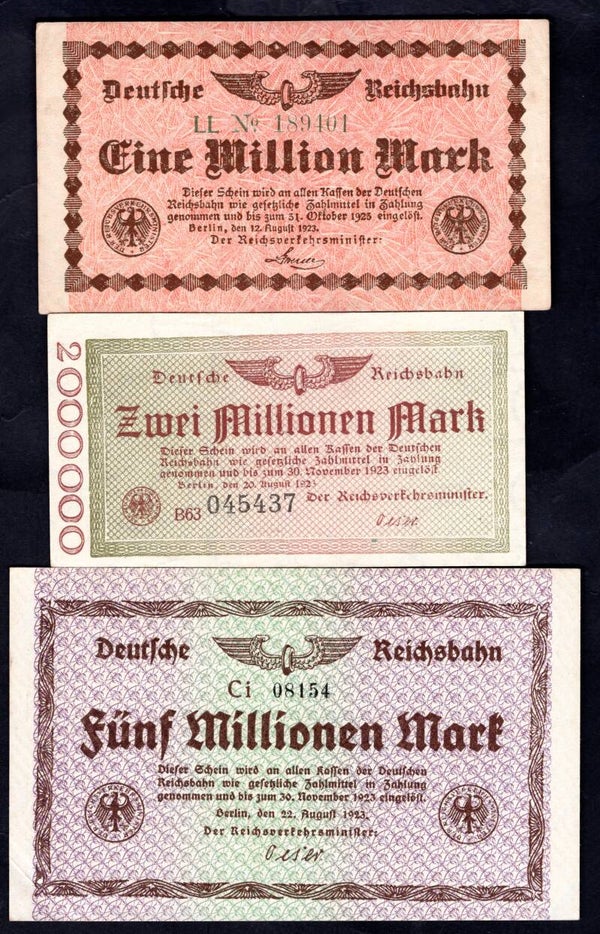 Deutsche Reichsbahn
LL No 189401
Eine Million Mark
Dieser Schein wird an allen Kassen der Deutschen
Reichsbahn wie gesetzliche Zahlmittel in Zahlung
genommen und bis zum 31. Oktober 1923 eingelöst.
Berlin, den 12. August 1923.
Der Reichsverkehrsminister:
2000000
Deutsche Reichsbahn
Zwei Millionen Mark
Dieser Schein wird an allen Kassen der Deutschen
Reichsbahn wie gesetzliche Zahlmittel in Zahlung
genommen und bis zum 30. November 1923 eingelöst
Berlin, den 20. August 1923
B63 045437 Der Reichsverkehrsminister.
Oeser.
Deutsche Reichsbahn
Ci 08154
Fünf Millionen Mark
Dieser Schein wird an allen Kassen der Deutschen
Reichsbahn wie gesetzliche Zahlmittel in Zahlung
genommen und bis zum 30. November 1923 eingelöst.
Berlin, den 22. August 1923.
Der Reichsverkehrsminister:
Oeser